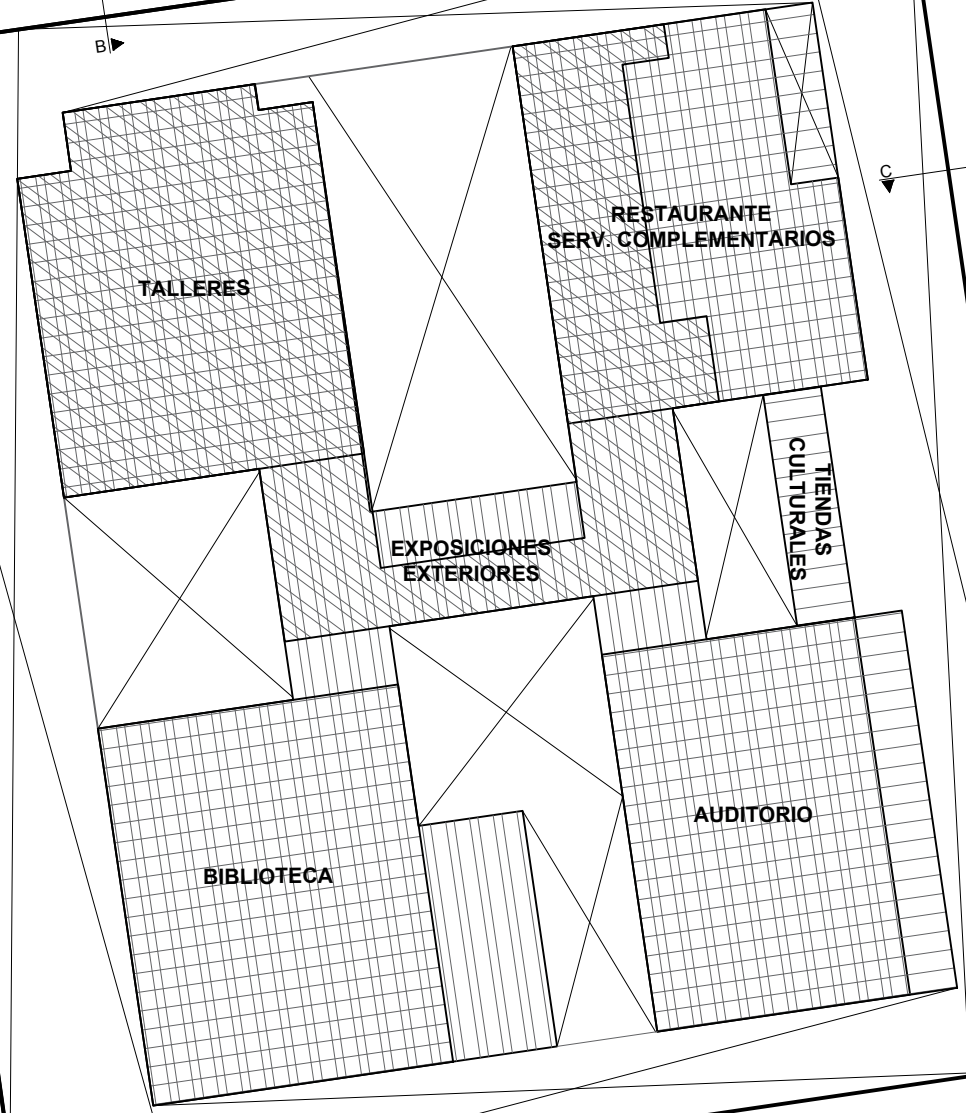 B
C
RESTAURANTE
SERV. COMPLEMENTARIOS
TALLERES
TIENDAS
CULTURALES
EXPOSICIONES
EXTERIORES
AUDITORIO
BIBLIOTECA